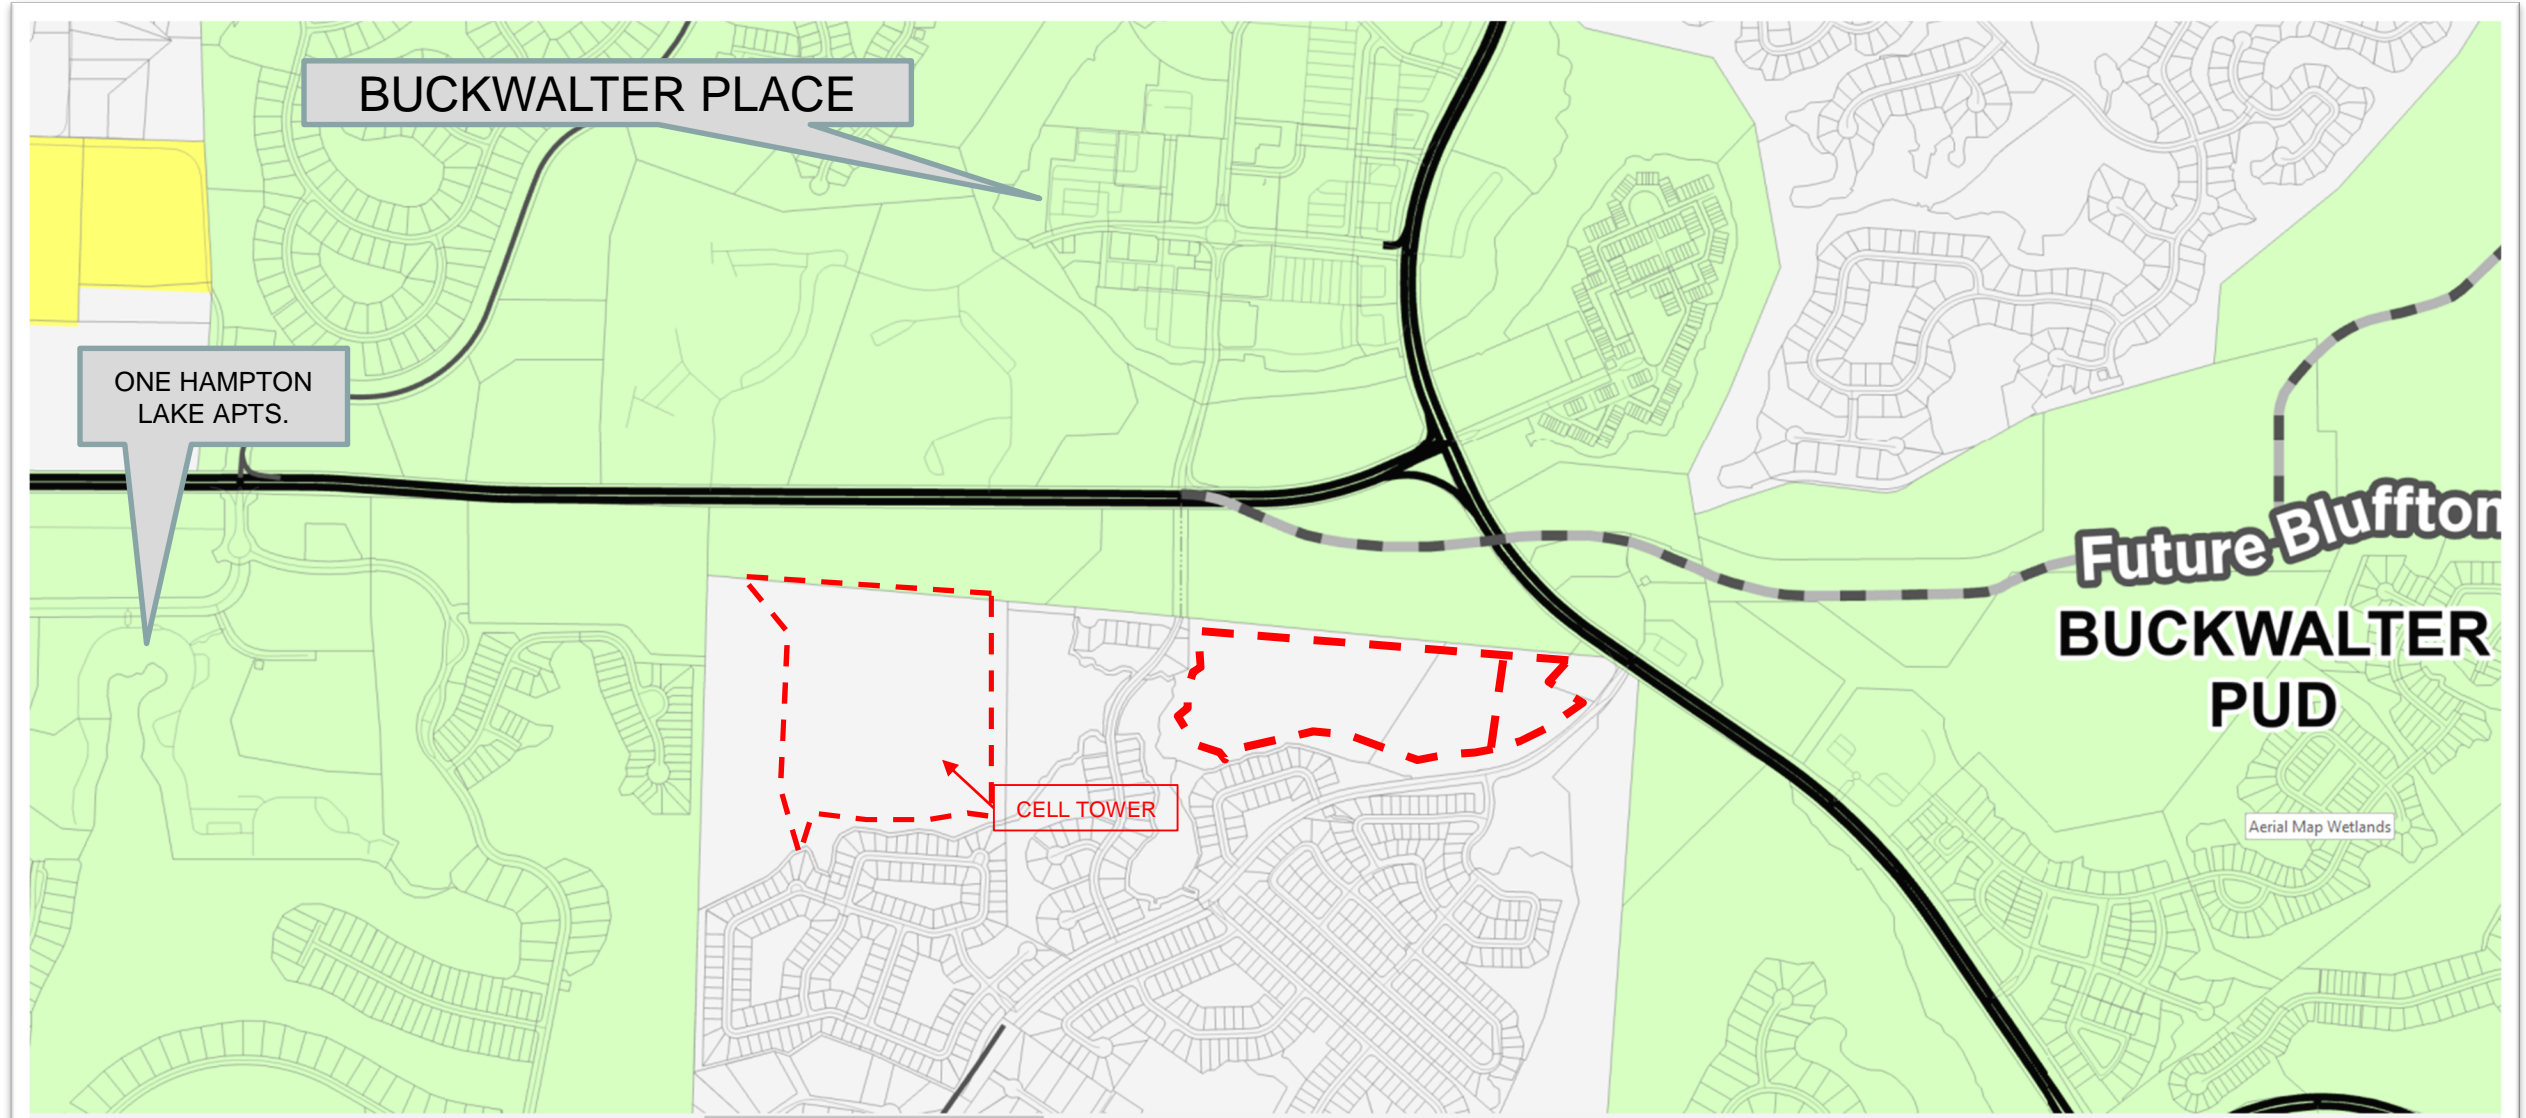 BUCKWALTER PLACE
ONE HAMPTON
LAKE APTS.
Future Bluffton
BUCKWALTER
PUD
CELL TOWER
Aerial Map Wetlands